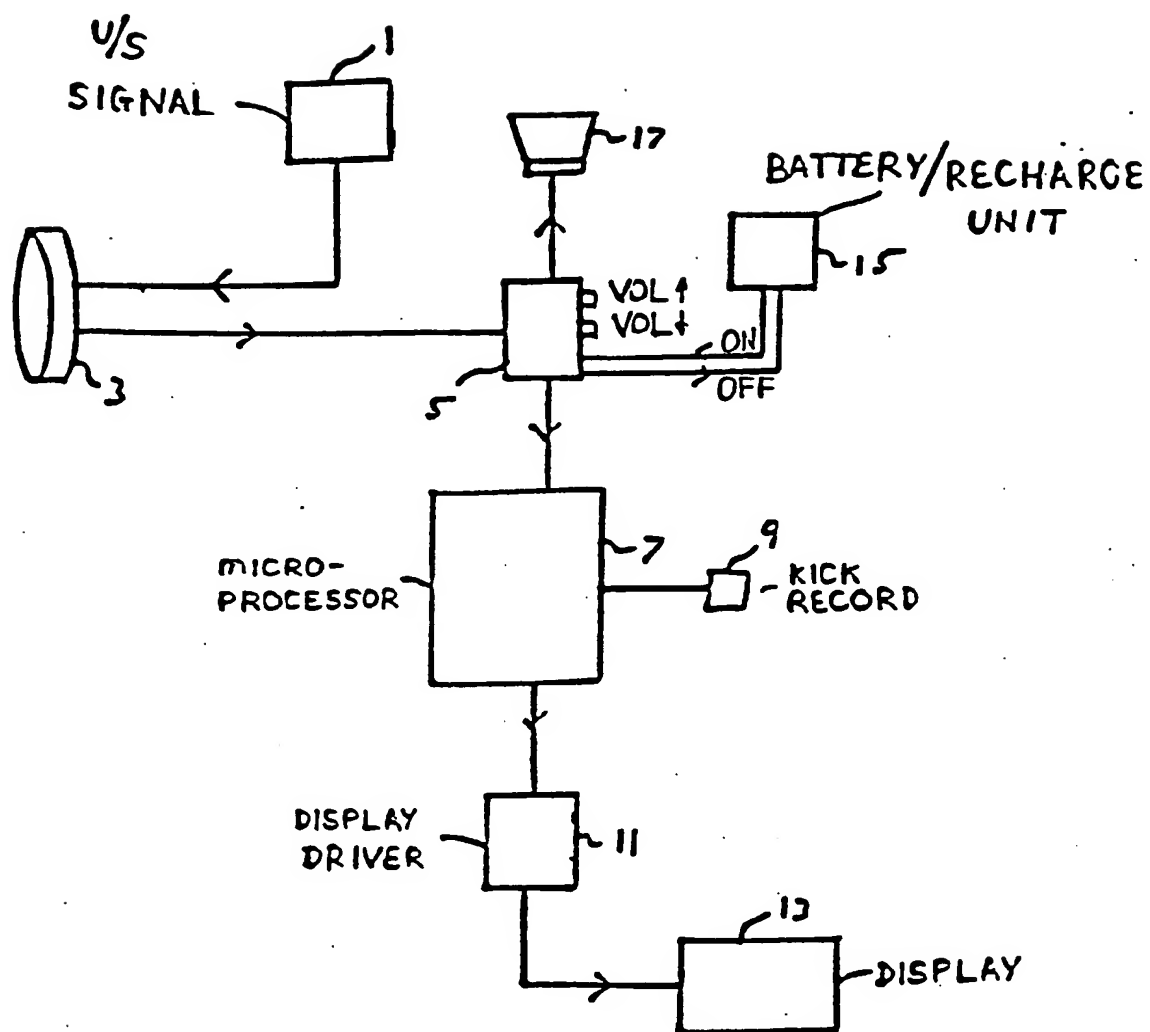 U/S
SIGNAL
1
17
BATTERY/RECHARGE
UNIT
15
VOL↑
VOL↓
ON
OFF
3
5
MICRO-
PROCESSOR
7
9
KICK
RECORD
DISPLAY
DRIVER
11
13
DISPLAY